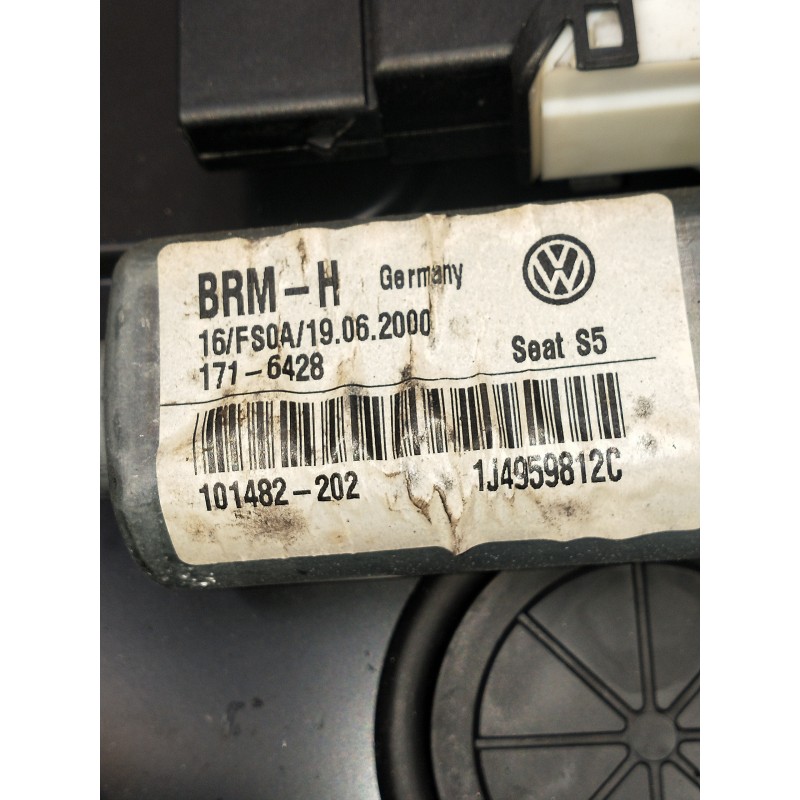 BRM-H Germany
16/FS0A/19.06.2000
171-6428 Seat S5
101482-202 1J4959812C